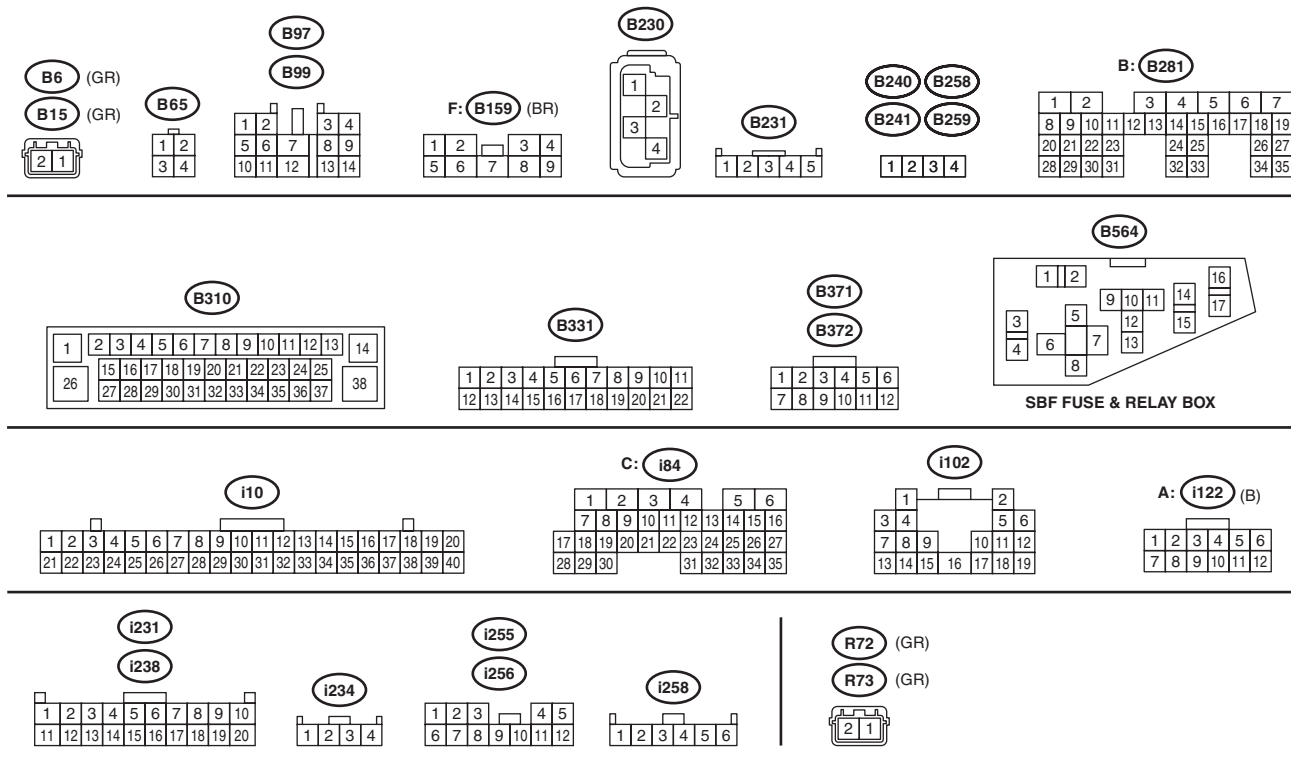 B6 (GR)
B15 (GR)
2 1
B65
1 2
3 4
B97
B99
1 2 3 4
5 6 7 8 9
10 11 12 13 14
F: B159 (BR)
1 2 3 4
5 6 7 8 9
B230
1
2
3
4
B231
1 2 3 4 5
B240 B258
B241 B259
1 2 3 4
B: B281
1 2 3 4 5 6 7
8 9 10 11 12 13 14 15 16 17 18 19
20 21 22 23 24 25 26 27
28 29 30 31 32 33 34 35
B310
1 2 3 4 5 6 7 8 9 10 11 12 13 14
15 16 17 18 19 20 21 22 23 24 25
26 27 28 29 30 31 32 33 34 35 36 37 38
B331
1 2 3 4 5 6 7 8 9 10 11
12 13 14 15 16 17 18 19 20 21 22
B371
B372
1 2 3 4 5 6
7 8 9 10 11 12
B564
1 2
3
4
5
6 7
8
9 10 11
12
13
14
15
16
17
SBF FUSE & RELAY BOX
i10
1 2 3 4 5 6 7 8 9 10 11 12 13 14 15 16 17 18 19 20
21 22 23 24 25 26 27 28 29 30 31 32 33 34 35 36 37 38 39 40
C: i84
1 2 3 4 5 6
7 8 9 10 11 12 13 14 15 16
17 18 19 20 21 22 23 24 25 26 27
28 29 30 31 32 33 34 35
i102
1 2
3 4 5 6
7 8 9 10 11 12
13 14 15 16 17 18 19
A: i122 (B)
1 2 3 4 5 6
7 8 9 10 11 12
i231
i238
1 2 3 4 5 6 7 8 9 10
11 12 13 14 15 16 17 18 19 20
i234
1 2 3 4
i255
i256
1 2 3 4 5
6 7 8 9 10 11 12
i258
1 2 3 4 5 6
R72 (GR)
R73 (GR)
2 1